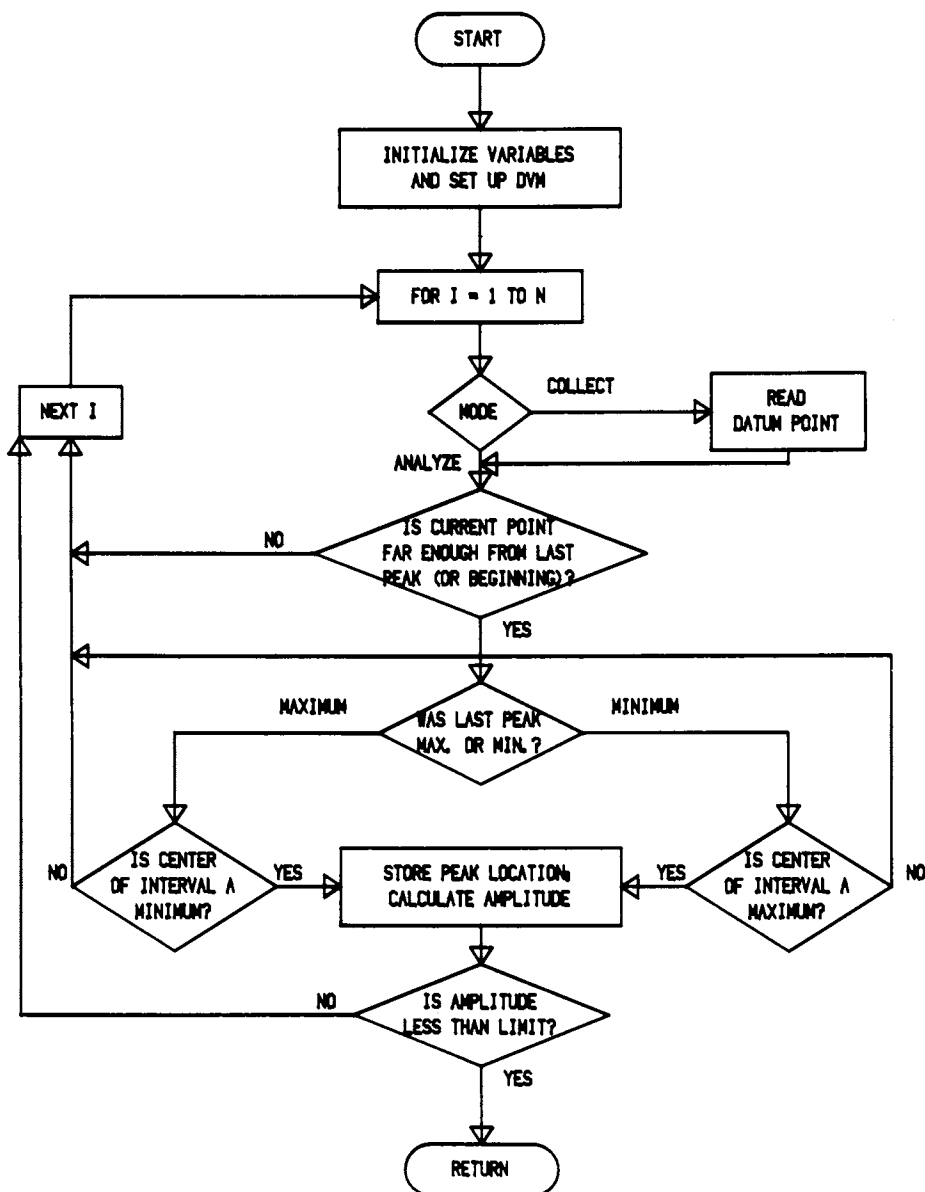 START
INITIALIZE VARIABLES
AND SET UP DVM
FOR I = 1 TO N
NEXT I
MODE
COLLECT
READ
DATUM POINT
ANALYZE
IS CURRENT POINT
FAR ENOUGH FROM LAST
PEAK (OR BEGINNING)?
NO
YES
MAXIMUM
WAS LAST PEAK
MAX. OR MIN.?
MINIMUM
NO
IS CENTER
OF INTERVAL A
MINIMUM?
YES
STORE PEAK LOCATION,
CALCULATE AMPLITUDE
YES
IS CENTER
OF INTERVAL A
MAXIMUM?
NO
NO
IS AMPLITUDE
LESS THAN LIMIT?
YES
RETURN